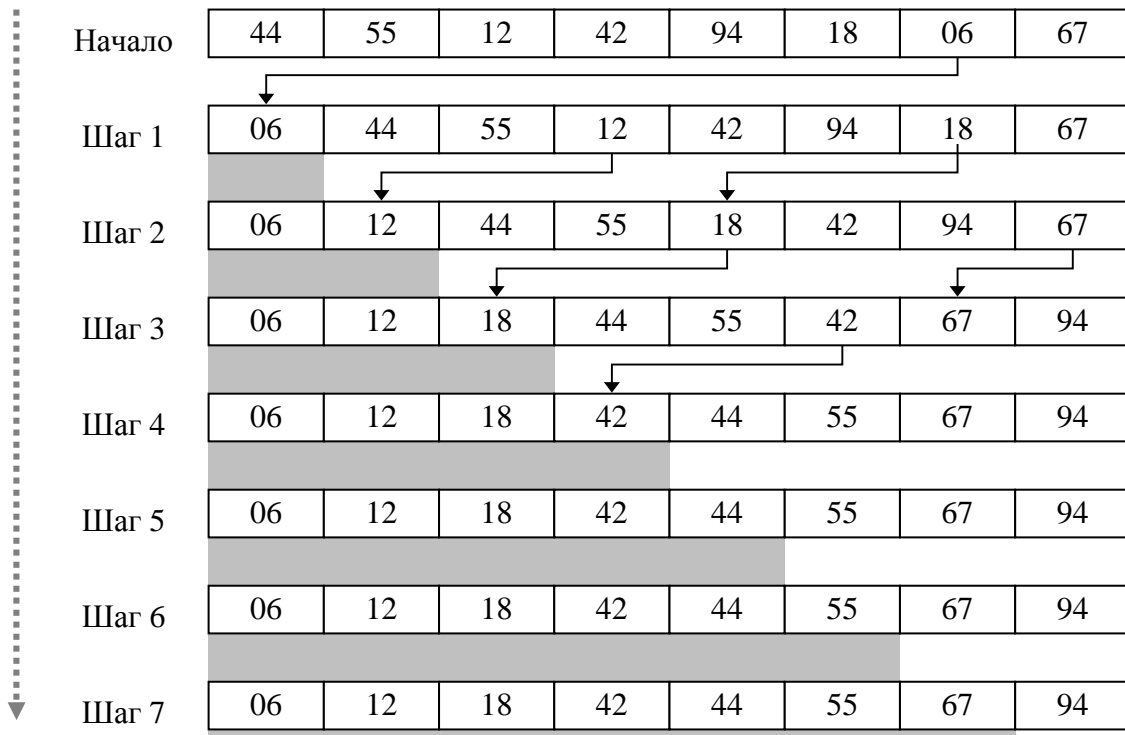 Начало 44 55 12 42 94 18 06 67
Шаг 1 06 44 55 12 42 94 18 67
Шаг 2 06 12 44 55 18 42 94 67
Шаг 3 06 12 18 44 55 42 67 94
Шаг 4 06 12 18 42 44 55 67 94
Шаг 5 06 12 18 42 44 55 67 94
Шаг 6 06 12 18 42 44 55 67 94
Шаг 7 06 12 18 42 44 55 67 94